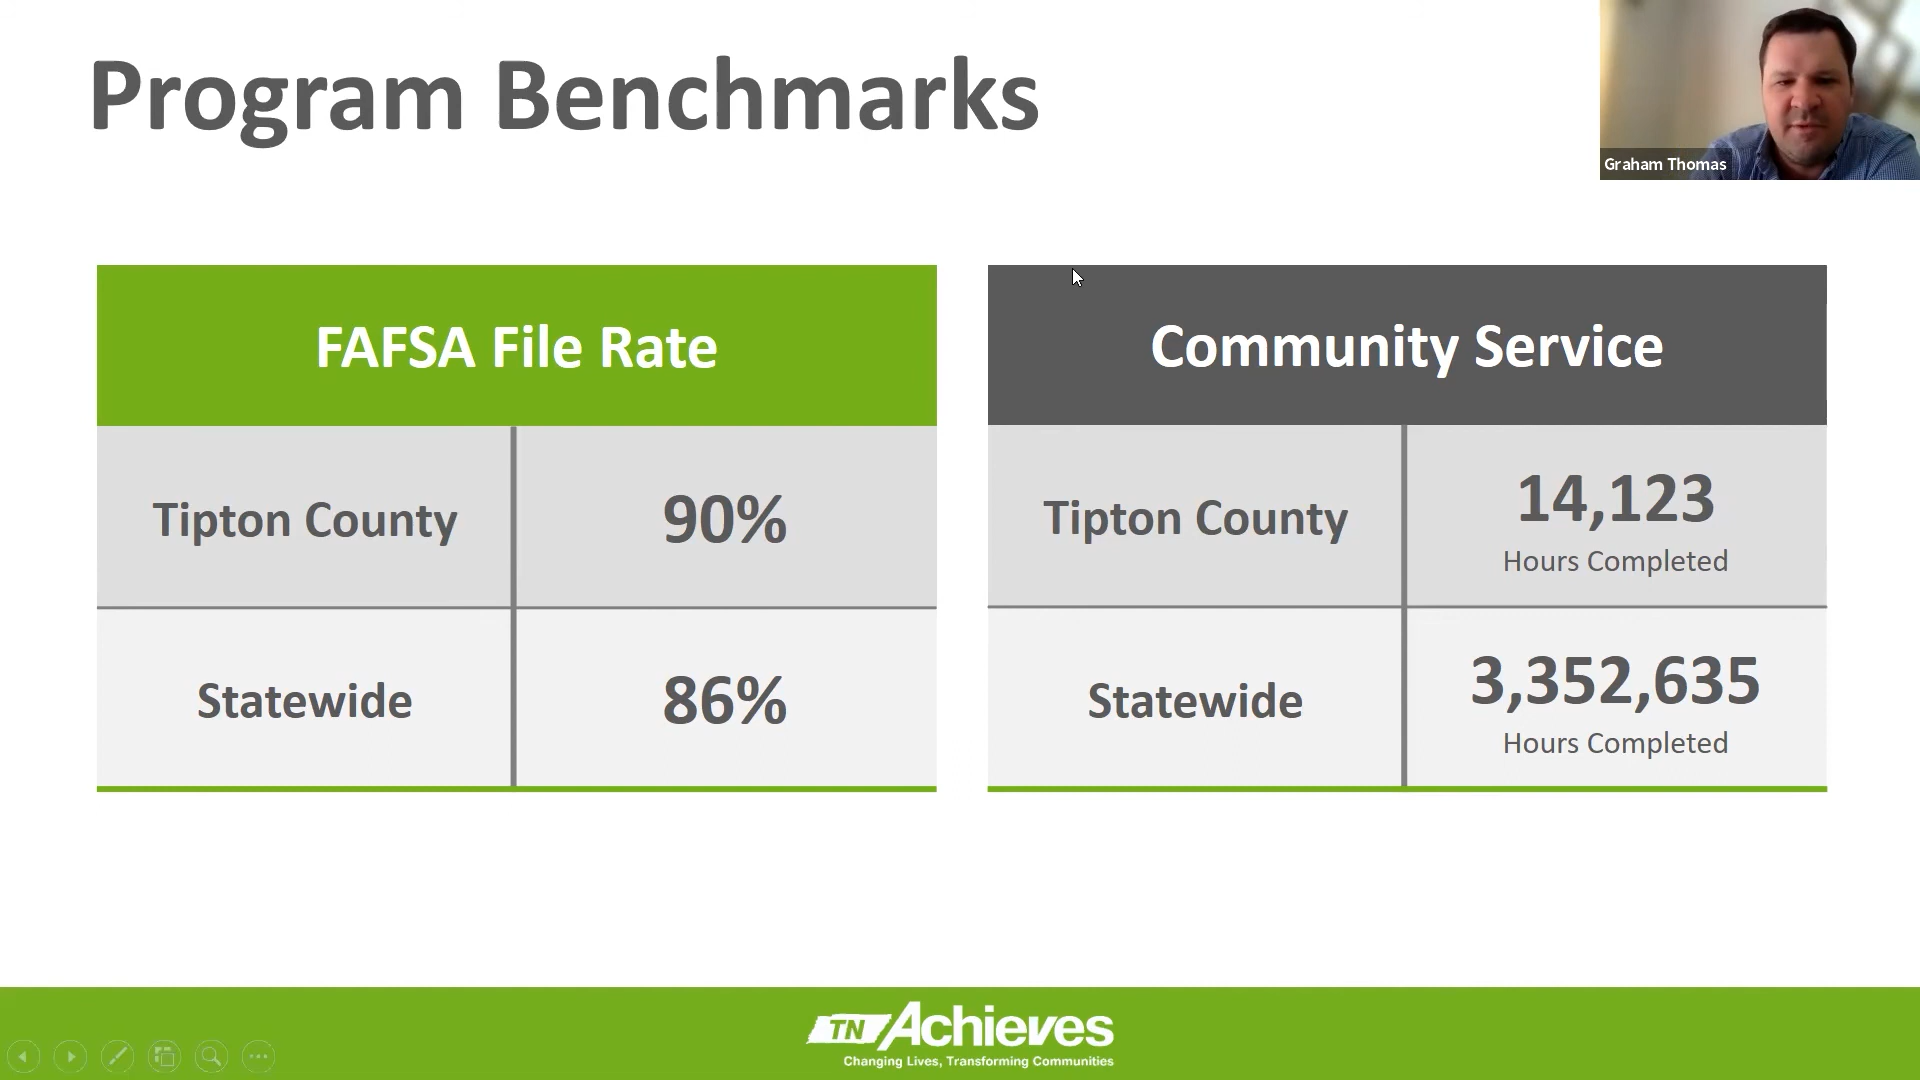 Program Benchmarks
Graham Thomas
FAFSA File Rate
Tipton County
90%
Statewide
86%
Community Service
Tipton County
14,123
Hours Completed
Statewide
3,352,635
Hours Completed
TN Achieves
Changing Lives, Transforming Communities